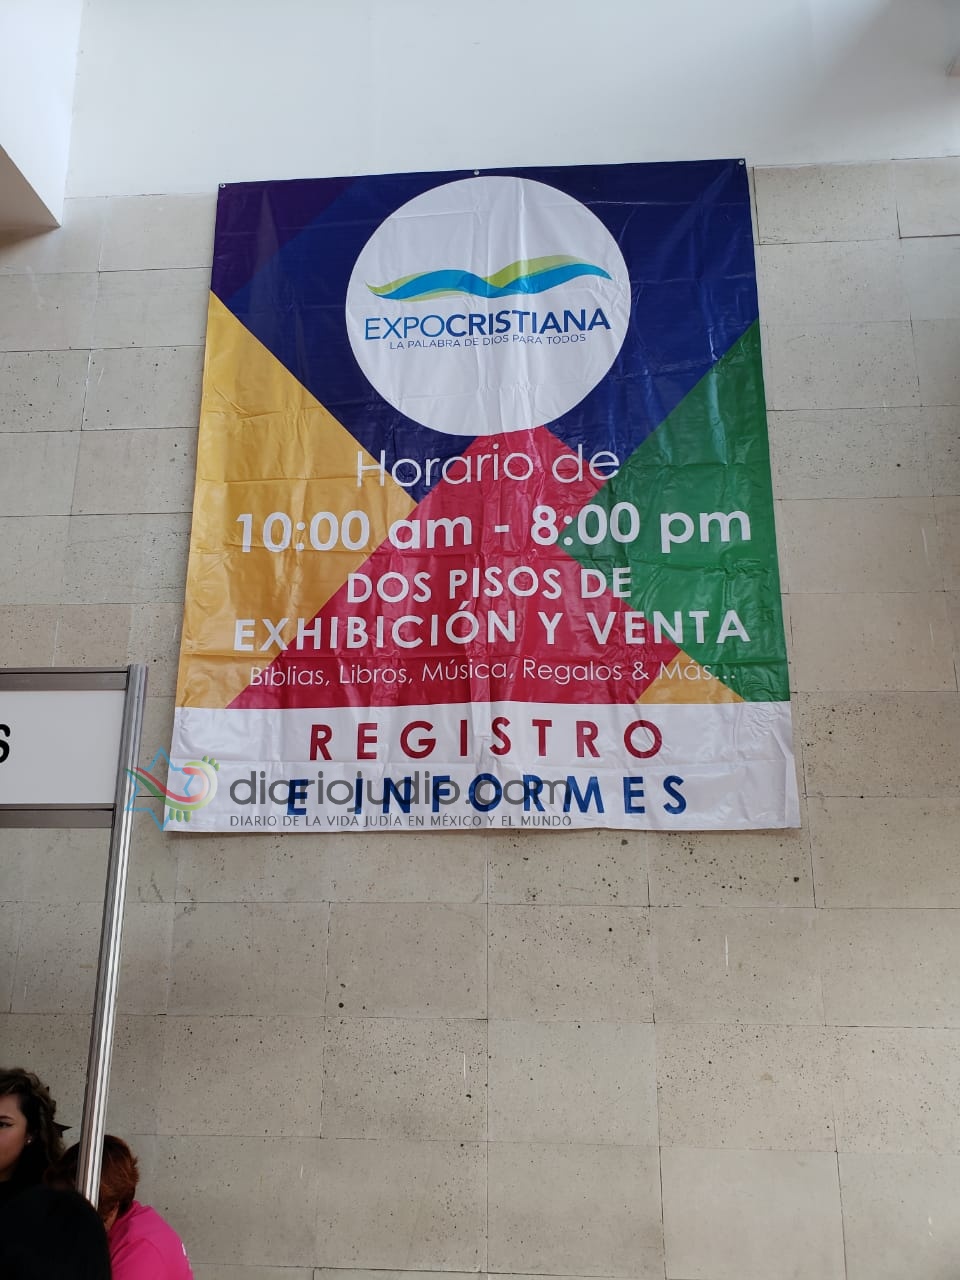 EXPOCRISTIANA
LA PALABRA DE DIOS PARA TODOS
Horario de
10:00 am - 8:00 pm
DOS PISOS DE
EXHIBICIÓN Y VENTA
Biblias, Libros, Música, Regalos & Más...
REGISTRO
S
E INFORMES
diariojudio.com
DIARIO DE LA VIDA JUDÍA EN MÉXICO Y EL MUNDO